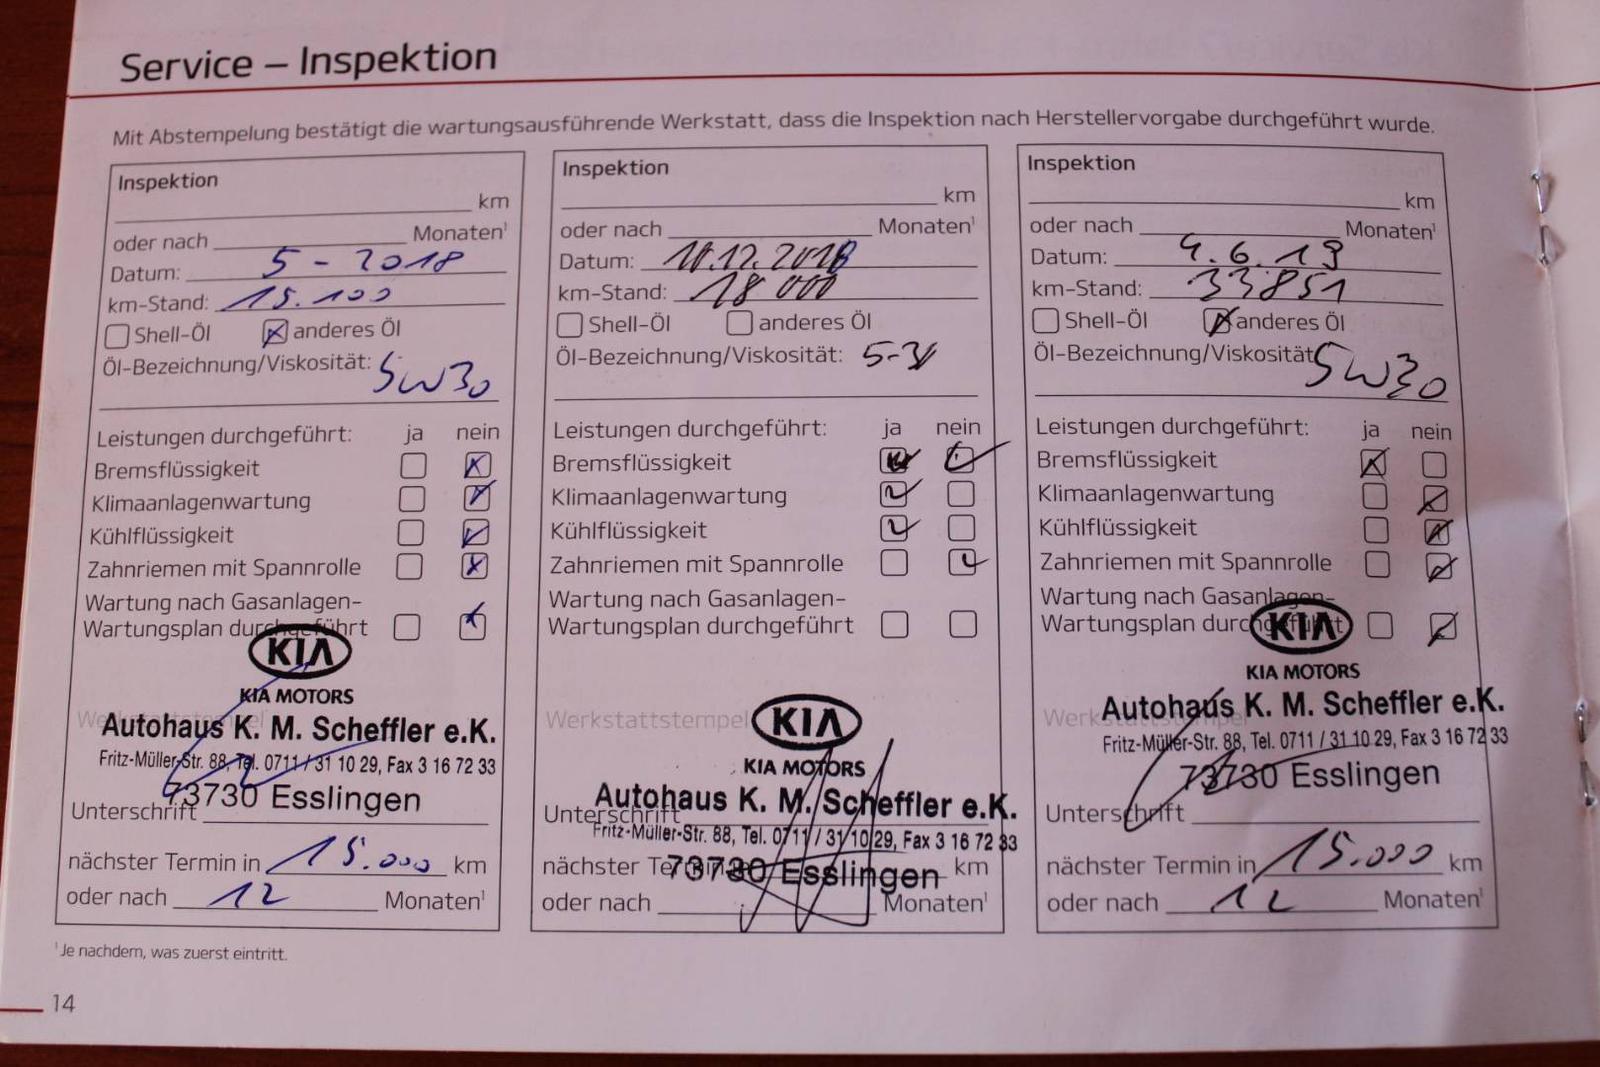 Service – Inspektion
Mit Abstempelung bestätigt die wartungsausführende Werkstatt, dass die Inspektion nach Herstellervorgabe durchgeführt wurde.
Inspektion
km
oder nach Monaten¹
Datum: 5 - 2018
km-Stand: 15.100
Shell-Öl anderes Öl
Öl-Bezeichnung/Viskosität: 5W30
Leistungen durchgeführt: ja nein
Bremsflüssigkeit
Klimaanlagenwartung
Kühlflüssigkeit
Zahnriemen mit Spannrolle
Wartung nach Gasanlagen-
Wartungsplan durchgeführt
KIA
KIA MOTORS
Werkstattstempel
Autohaus K. M. Scheffler e.K.
Fritz-Müller-Str. 88, Tel. 0711 / 31 10 29, Fax 3 16 72 33
73730 Esslingen
Unterschrift
nächster Termin in 15.000 km
oder nach 12 Monaten¹
Inspektion
km
oder nach Monaten¹
Datum: 2018
km-Stand: 18 000
Shell-Öl anderes Öl
Öl-Bezeichnung/Viskosität:
Leistungen durchgeführt: ja nein
Bremsflüssigkeit
Klimaanlagenwartung
Kühlflüssigkeit
Zahnriemen mit Spannrolle
Wartung nach Gasanlagen-
Wartungsplan durchgeführt
Werkstattstempel
KIA
KIA MOTORS
Autohaus K. M. Scheffler e.K.
Unterschrift
Fritz-Müller-Str. 88, Tel. 0711 / 31 10 29, Fax 3 16 72 33
nächster Termin km
73730 Esslingen
oder nach Monaten¹
Inspektion
km
oder nach Monaten¹
Datum: 4.6.19
km-Stand: 33851
Shell-Öl anderes Öl
Öl-Bezeichnung/Viskosität 5W30
Leistungen durchgeführt: ja nein
Bremsflüssigkeit
Klimaanlagenwartung
Kühlflüssigkeit
Zahnriemen mit Spannrolle
Wartung nach Gasanlagen-
Wartungsplan durchgeführt
KIA
KIA MOTORS
Werkstattstempel
Autohaus K. M. Scheffler e.K.
Fritz-Müller-Str. 88, Tel. 0711 / 31 10 29, Fax 3 16 72 33
73730 Esslingen
Unterschrift
nächster Termin in 15.000 km
oder nach 12 Monaten¹
¹Je nachdem, was zuerst eintritt.
14